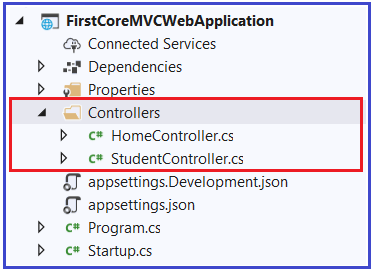 FirstCoreMVCWebApplication
Connected Services
Dependencies
Properties
Controllers
C# HomeController.cs
C# StudentController.cs
appsettings.Development.json
appsettings.json
C# Program.cs
C# Startup.cs